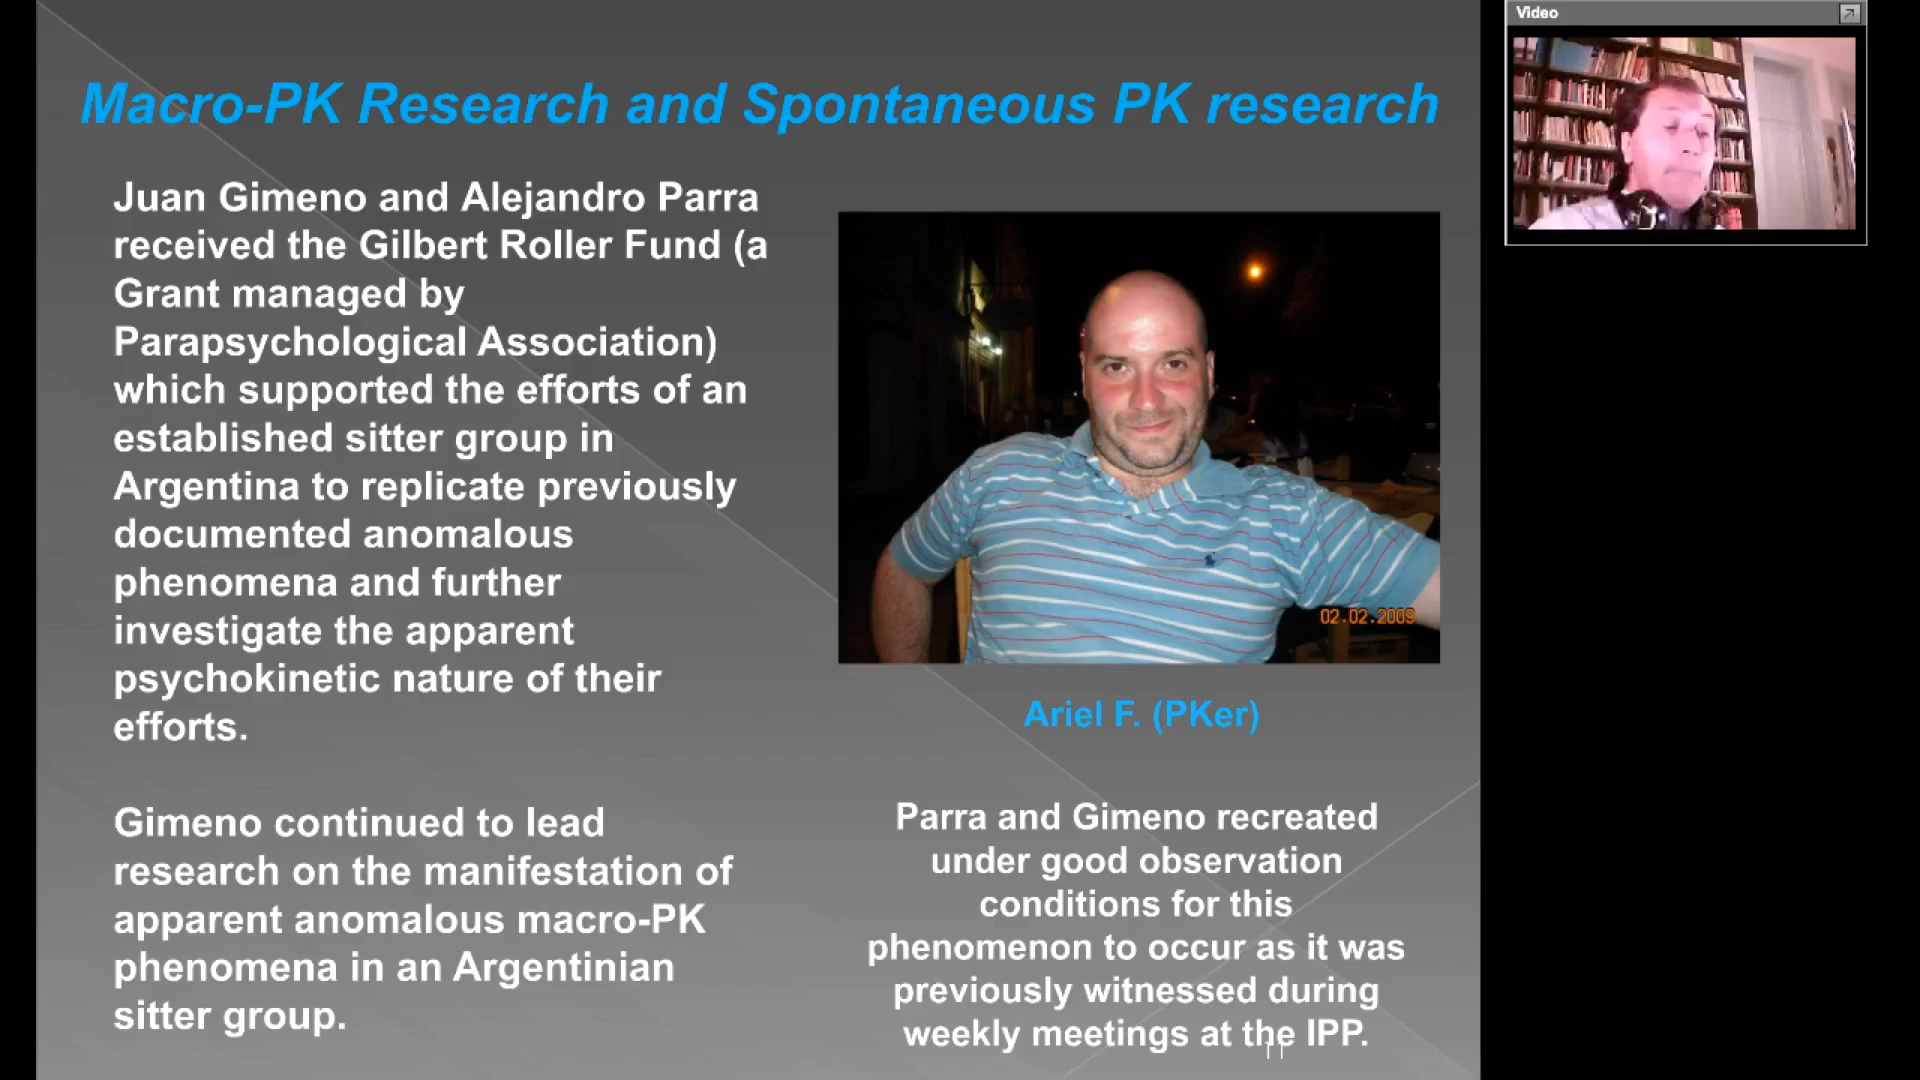 Video
Macro-PK Research and Spontaneous PK research
Juan Gimeno and Alejandro Parra
received the Gilbert Roller Fund (a
Grant managed by
Parapsychological Association)
which supported the efforts of an
established sitter group in
Argentina to replicate previously
documented anomalous
phenomena and further
investigate the apparent
psychokinetic nature of their
efforts.
Gimeno continued to lead
research on the manifestation of
apparent anomalous macro-PK
phenomena in an Argentinian
sitter group.
02.02.2009
Ariel F. (PKer)
Parra and Gimeno recreated
under good observation
conditions for this
phenomenon to occur as it was
previously witnessed during
weekly meetings at the IPP.
11